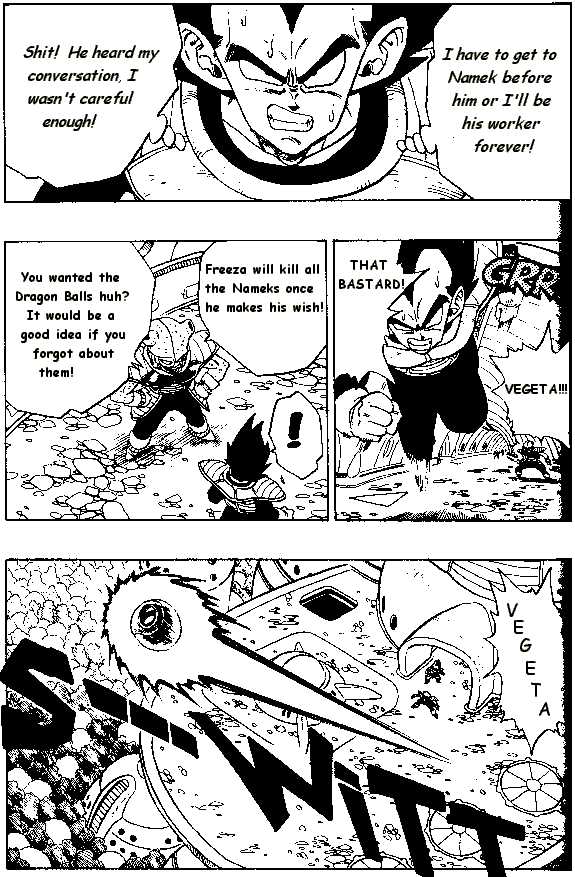 Shit! He heard my
conversation, I
wasn't careful
enough!
I have to get to
Namek before
him or I'll be
his worker
forever!
You wanted the
Dragon Balls huh?
It would be a
good idea if you
forgot about
them!
Freeza will kill all
the Nameks once
he makes his wish!
!
THAT
BASTARD!
GRR
VEGETA!!!
VEGETA
S----WiTT